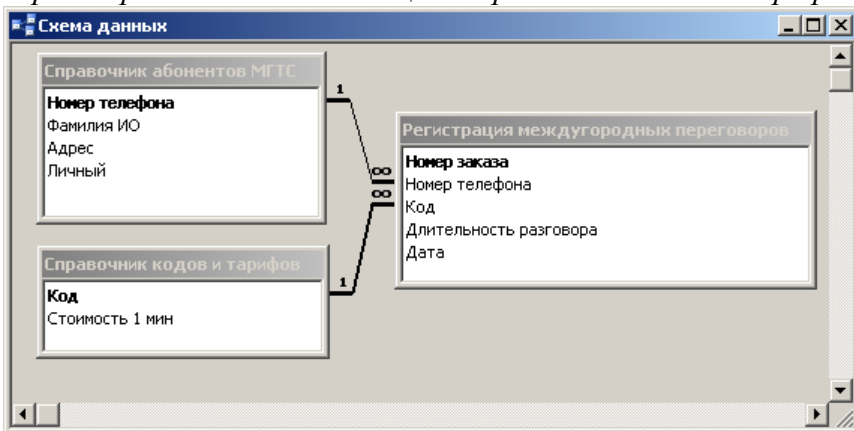 Схема данных
Справочник абонентов МГТС
Номер телефона
Фамилия ИО
Адрес
Личный
1
Регистрация междугородных переговоров
Номер заказа
Номер телефона
Код
Длительность разговора
Дата
∞
∞
Справочник кодов и тарифов
Код
Стоимость 1 мин
1